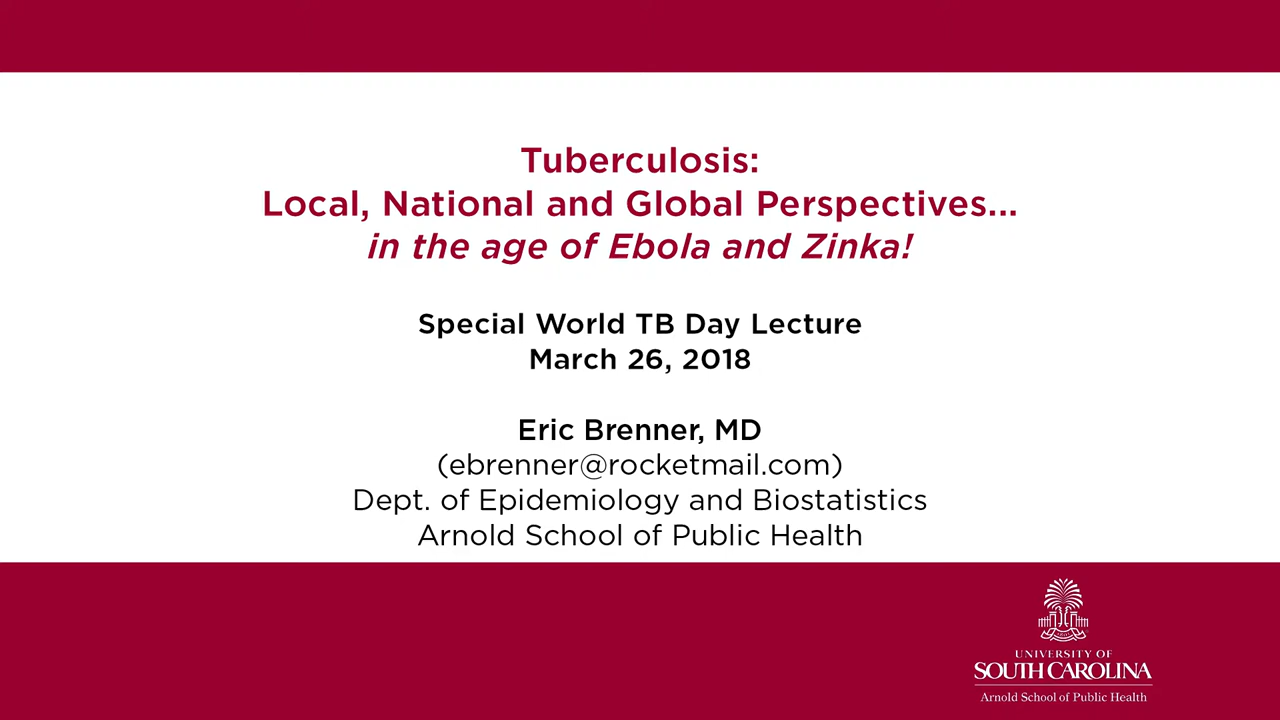 Tuberculosis:
Local, National and Global Perspectives...
in the age of Ebola and Zinka!
Special World TB Day Lecture
March 26, 2018
Eric Brenner, MD
(ebrenner@rocketmail.com)
Dept. of Epidemiology and Biostatistics
Arnold School of Public Health
UNIVERSITY OF
SOUTH CAROLINA
Arnold School of Public Health